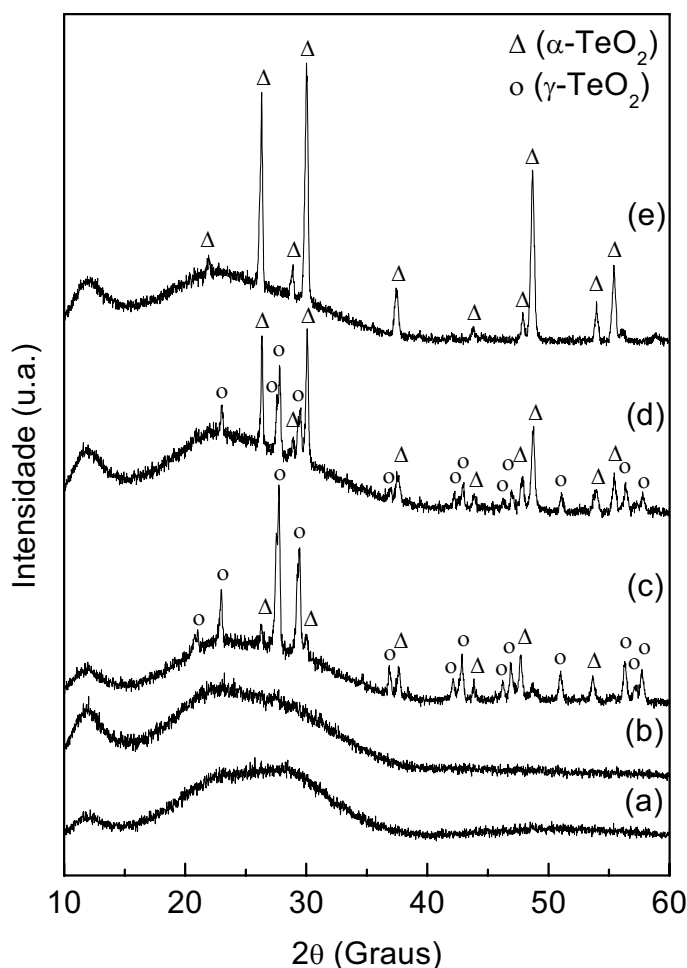 Δ (α-TeO₂)
o (γ-TeO₂)
Δ Δ Δ Δ Δ Δ Δ Δ Δ Δ
(e)
Δ o o o Δ o Δ o Δ o o Δ o o Δ Δ o Δ Δ o o
(d)
o o Δ o o Δ o Δ o o Δ o o Δ o Δ o o o
(c)
(b)
(a)
Intensidade (u.a.)
10 20 30 40 50 60
2θ (Graus)